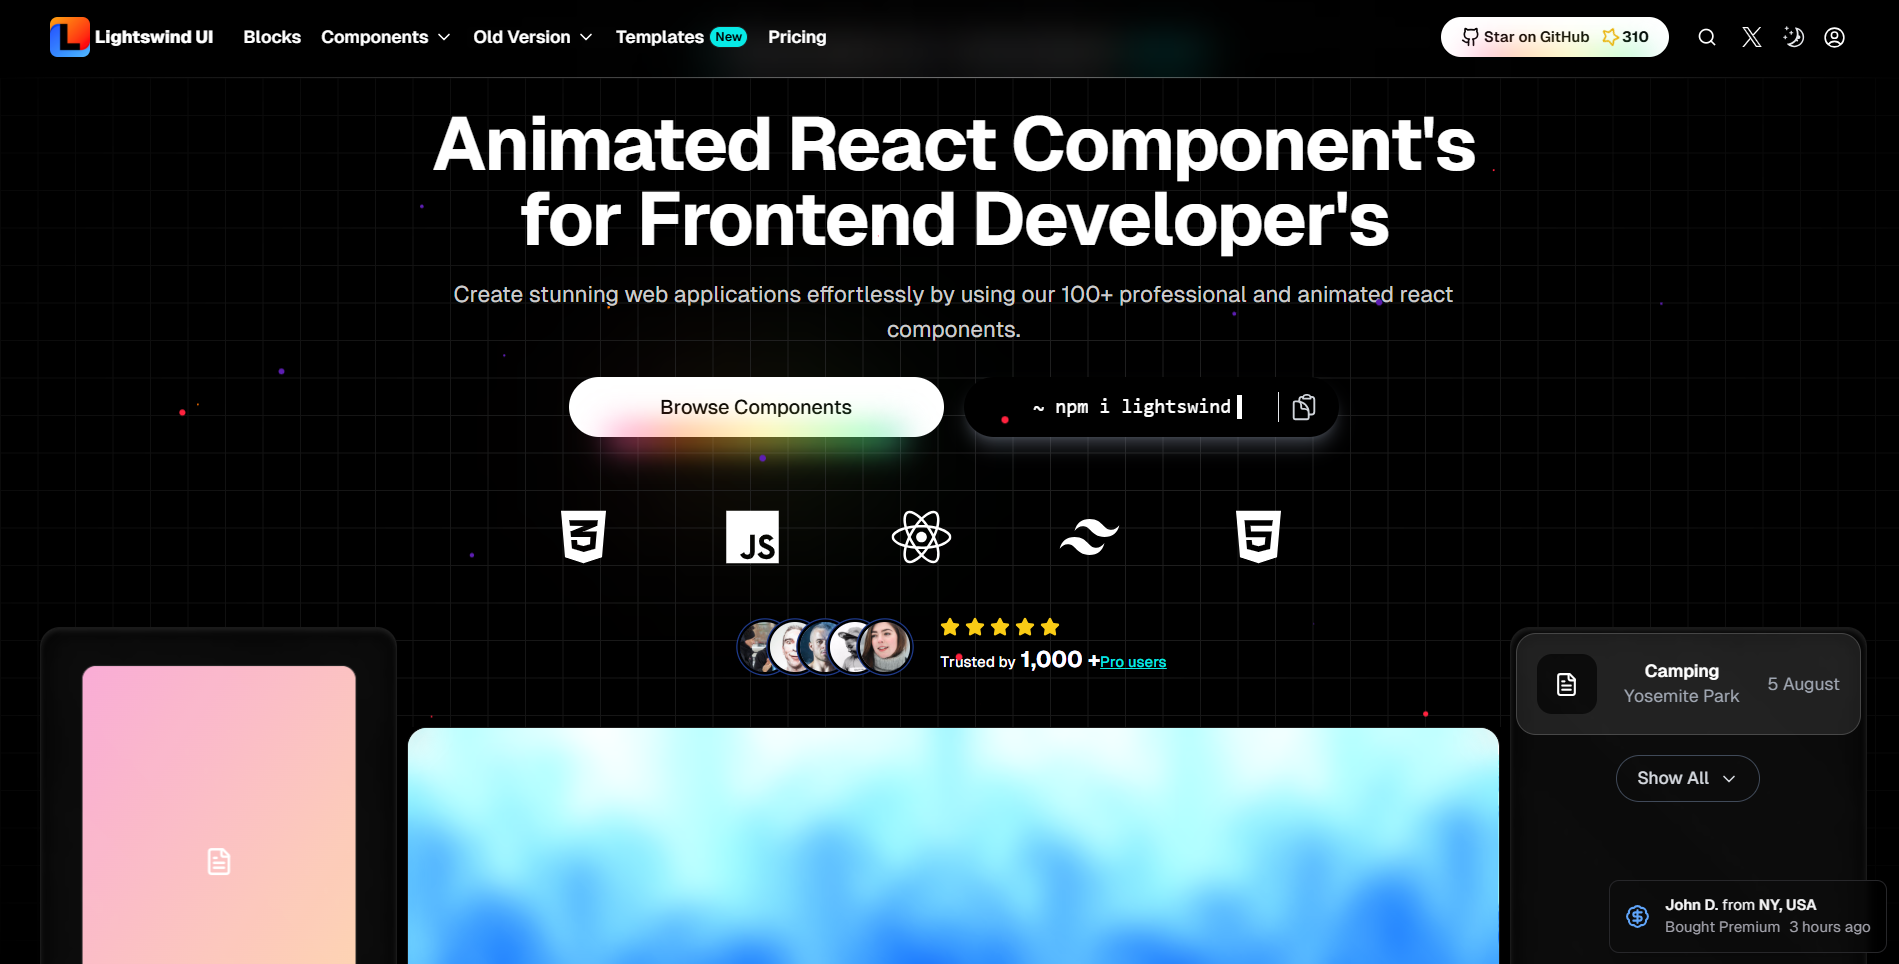 Lightswind UI
Blocks
Components
Old Version
Templates New
Pricing
Star on GitHub 310
Animated React Component's
for Frontend Developer's
Create stunning web applications effortlessly by using our 100+ professional and animated react
components.
Browse Components
~ npm i lightswind
JS
Trusted by 1,000 +Pro users
Camping
Yosemite Park
5 August
Show All
John D. from NY, USA
Bought Premium 3 hours ago